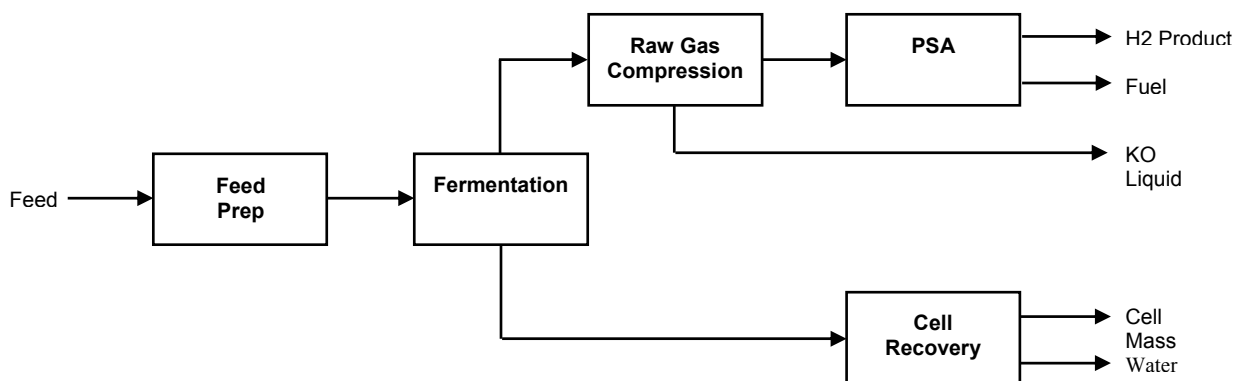 Raw Gas
Compression
PSA
H2 Product
Fuel
KO
Liquid
Feed
Feed
Prep
Fermentation
Cell
Recovery
Cell
Mass
Water